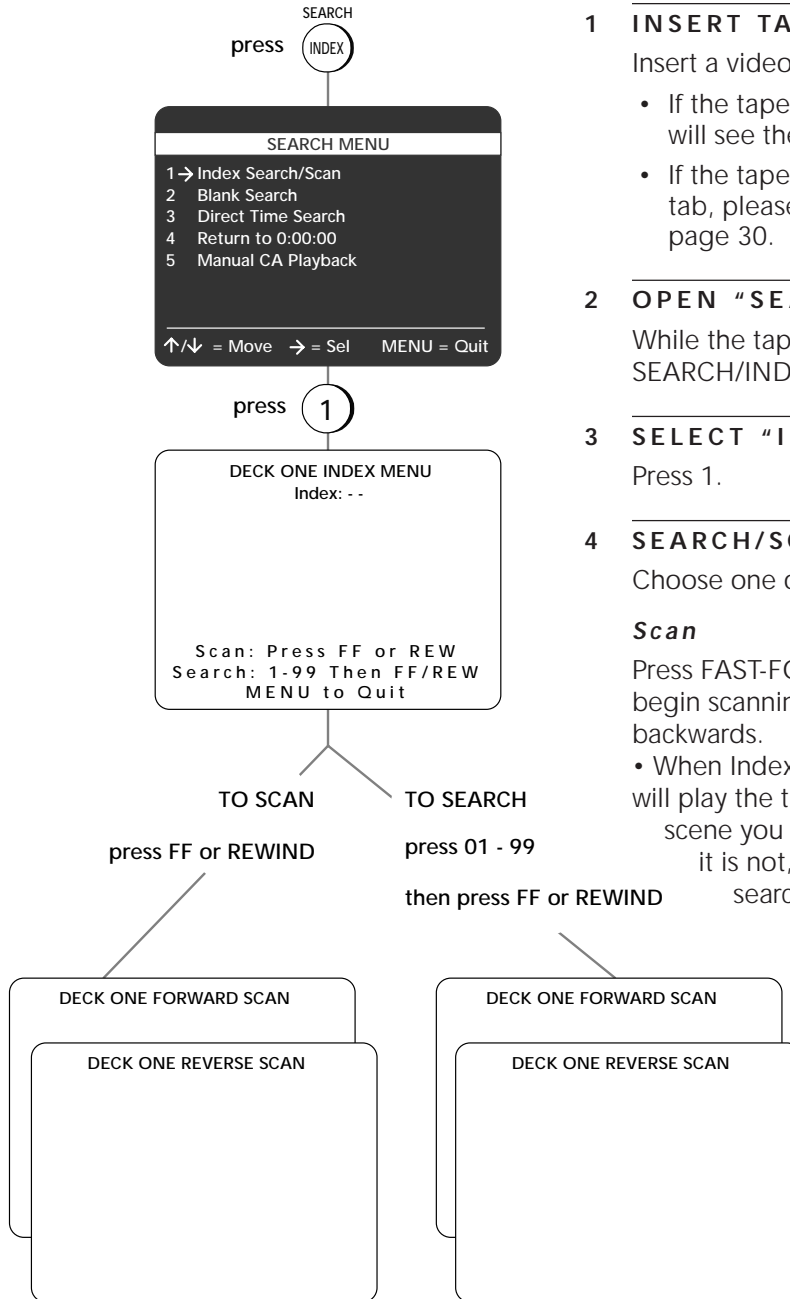 SEARCH
press INDEX
SEARCH MENU
1→ Index Search/Scan
2 Blank Search
3 Direct Time Search
4 Return to 0:00:00
5 Manual CA Playback
↑/↓ = Move → = Sel MENU = Quit
press 1
DECK ONE INDEX MENU
Index: - -
Scan: Press FF or REW
Search: 1-99 Then FF/REW
MENU to Quit
TO SCAN
press FF or REWIND
TO SEARCH
press 01 - 99
then press FF or REWIND
DECK ONE FORWARD SCAN
DECK ONE REVERSE SCAN
DECK ONE FORWARD SCAN
DECK ONE REVERSE SCAN
1 INSERT TA
Insert a video
• If the tape
will see the
• If the tape
tab, please
page 30.
2 OPEN “SEA
While the tap
SEARCH/IND
3 SELECT “I
Press 1.
4 SEARCH/SC
Choose one o
Scan
Press FAST-FO
begin scannin
backwards.
• When Index
will play the t
scene you
it is not,
searc